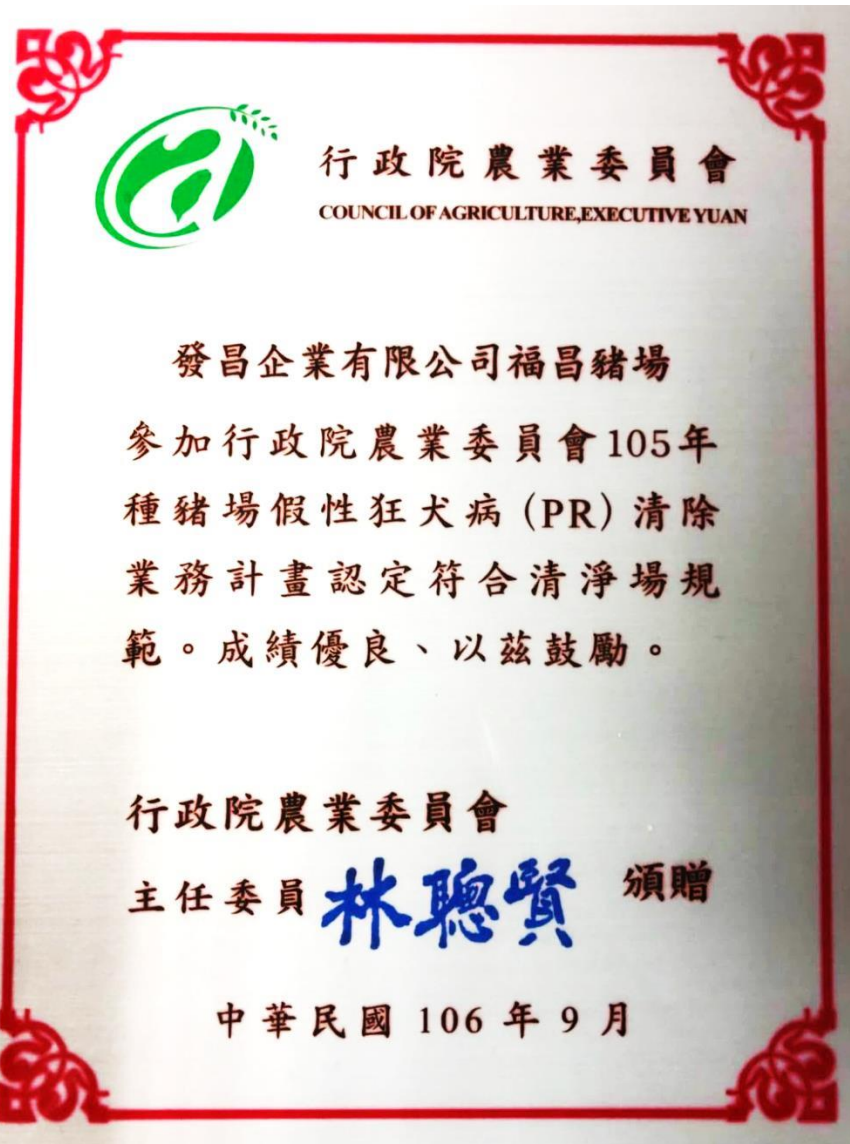 行政院農業委員會
COUNCIL OF AGRICULTURE,EXECUTIVE YUAN
發昌企業有限公司福昌豬場
參加行政院農業委員會105年
種豬場假性狂犬病(PR)清除
業務計畫認定符合清淨場規
範。成績優良、以茲鼓勵。
行政院農業委員會
主任委員 林聰賢 頒贈
中華民國 106 年 9 月